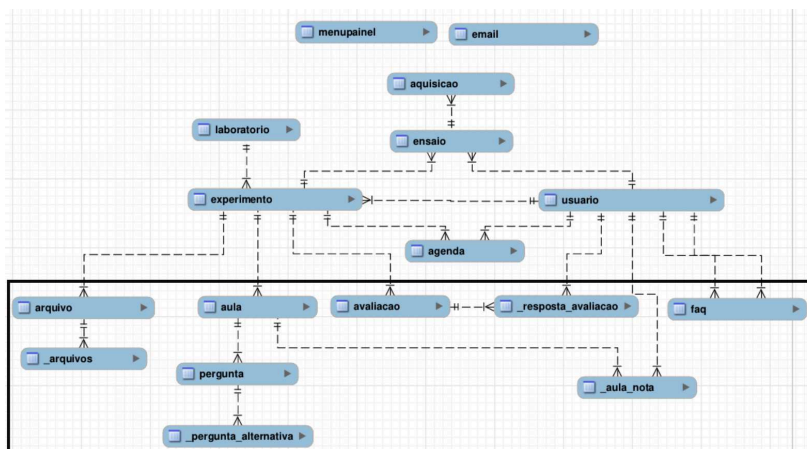 menupainel
email
aquisicao
laboratorio
ensaio
experimento
usuario
agenda
arquivo
aula
avaliacao
_resposta_avaliacao
faq
_arquivos
pergunta
_aula_nota
_pergunta_alternativa